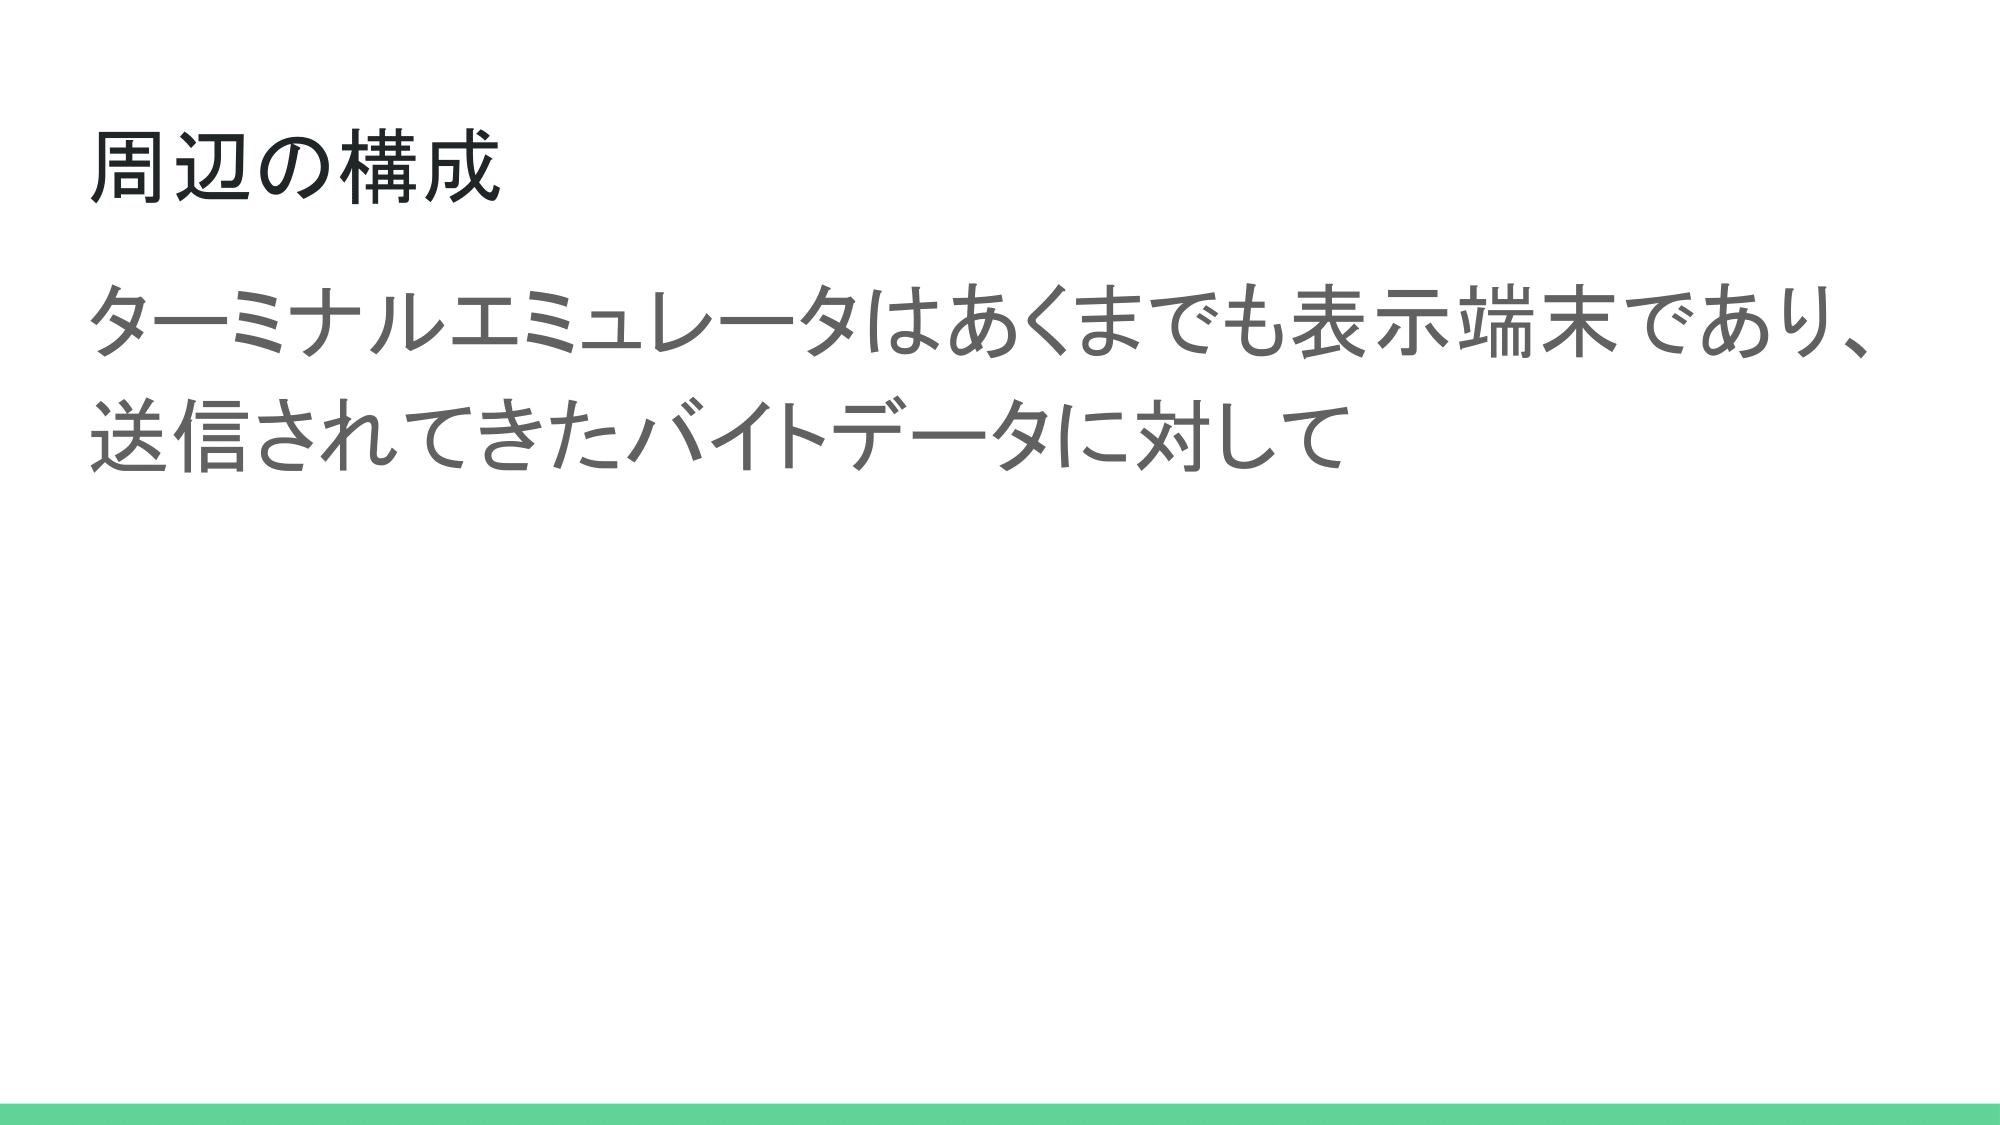 周辺の構成
ターミナルエミュレータはあくまでも表示端末であり、
送信されてきたバイトデータに対して